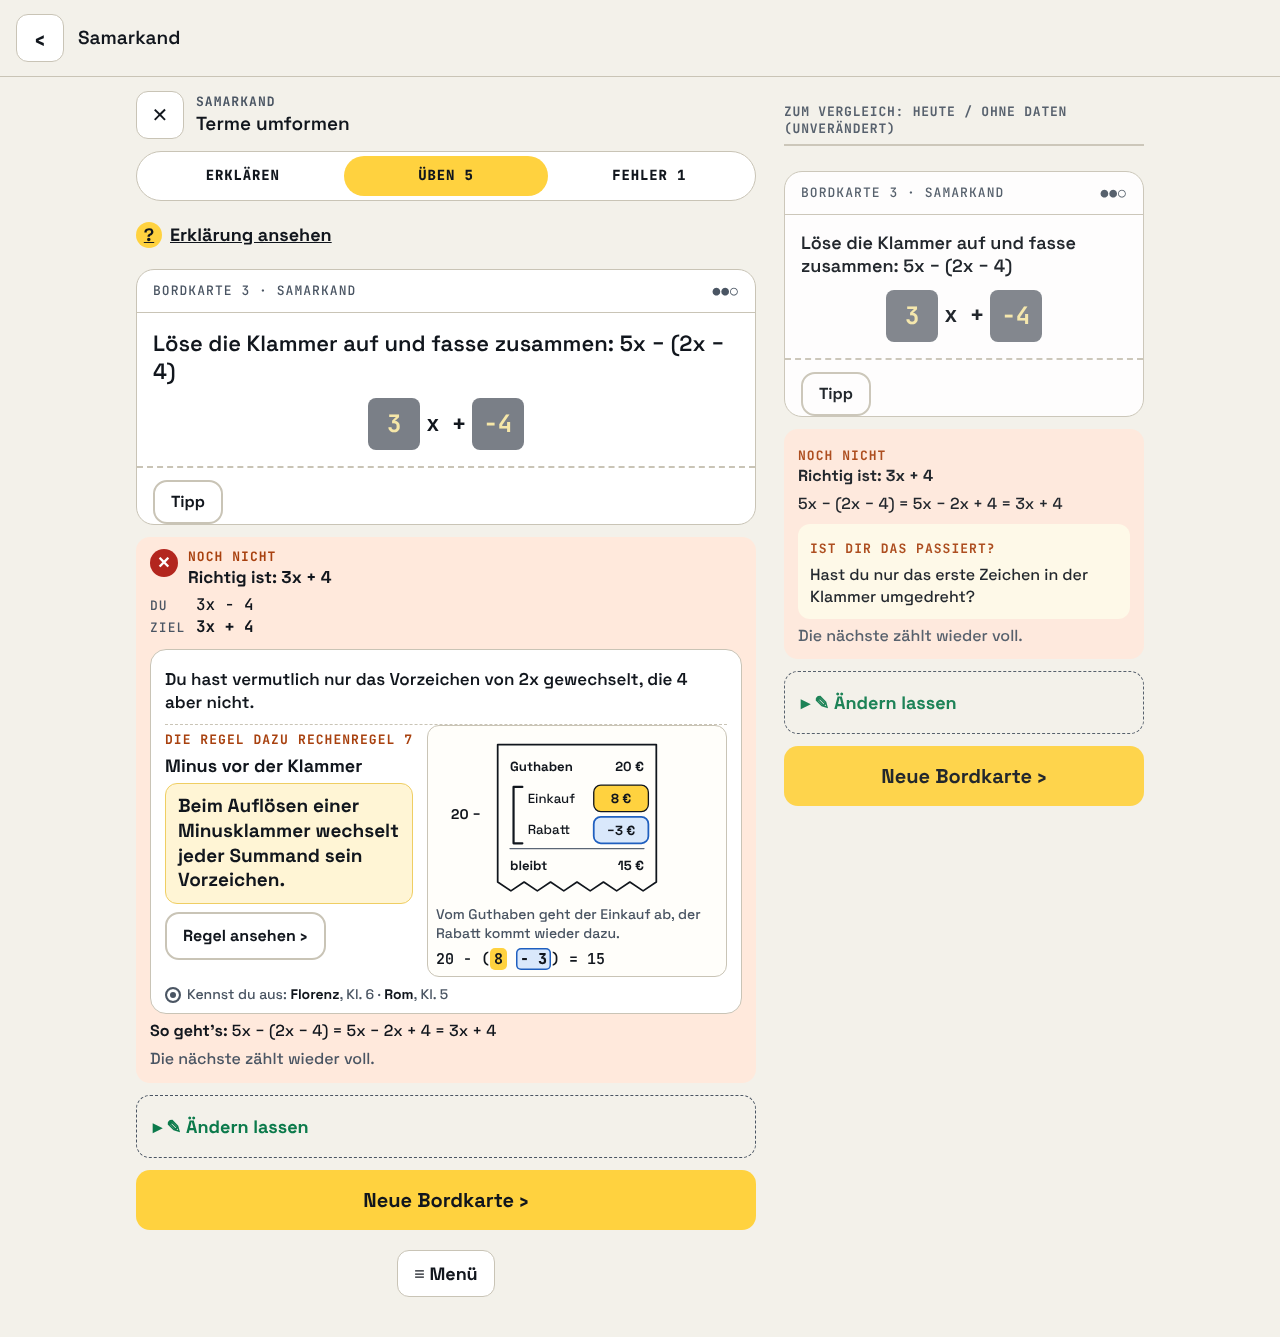 <
Samarkand
✕
SAMARKAND
Terme umformen
ERKLÄREN
ÜBEN 5
FEHLER 1
? Erklärung ansehen
BORDKARTE 3 · SAMARKAND
●●○
Löse die Klammer auf und fasse zusammen: 5x − (2x −
4)
3 x + -4
Tipp
✕
NOCH NICHT
Richtig ist: 3x + 4
DU 3x - 4
ZIEL 3x + 4
Du hast vermutlich nur das Vorzeichen von 2x gewechselt, die 4
aber nicht.
DIE REGEL DAZU RECHENREGEL 7
Minus vor der Klammer
Beim Auflösen einer
Minusklammer wechselt
jeder Summand sein
Vorzeichen.
Regel ansehen >
20 −
Guthaben 20 €
Einkauf 8 €
Rabatt −3 €
bleibt 15 €
Vom Guthaben geht der Einkauf ab, der
Rabatt kommt wieder dazu.
20 - (8 - 3) = 15
Kennst du aus: Florenz, Kl. 6 · Rom, Kl. 5
So geht's: 5x − (2x − 4) = 5x − 2x + 4 = 3x + 4
Die nächste zählt wieder voll.
▸ ✎ Ändern lassen
Neue Bordkarte >
≡ Menü
ZUM VERGLEICH: HEUTE / OHNE DATEN
(UNVERÄNDERT)
BORDKARTE 3 · SAMARKAND
●●○
Löse die Klammer auf und fasse
zusammen: 5x − (2x − 4)
3 x + -4
Tipp
NOCH NICHT
Richtig ist: 3x + 4
5x − (2x − 4) = 5x − 2x + 4 = 3x + 4
IST DIR DAS PASSIERT?
Hast du nur das erste Zeichen in der
Klammer umgedreht?
Die nächste zählt wieder voll.
▸ ✎ Ändern lassen
Neue Bordkarte >